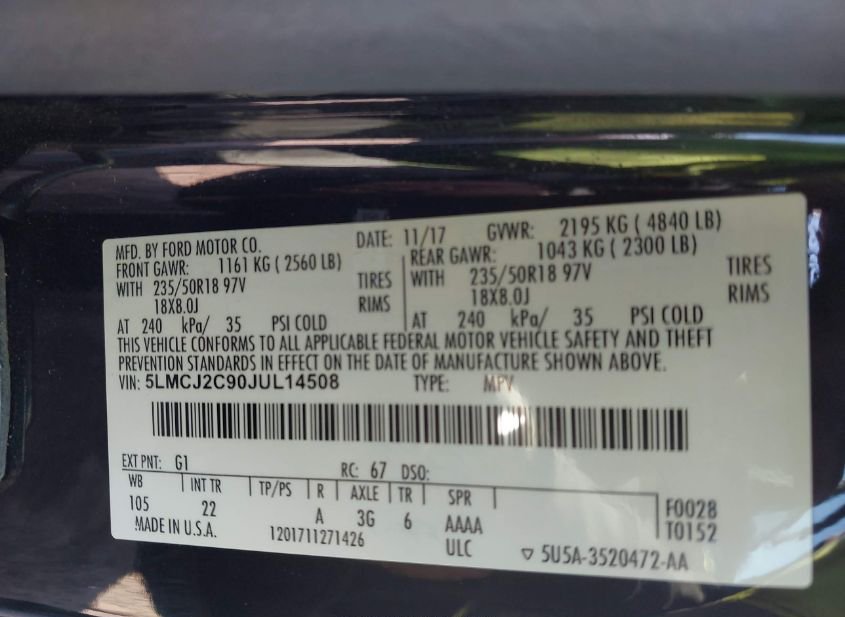 MFD. BY FORD MOTOR CO. DATE: 11/17 GVWR: 2195 KG ( 4840 LB)
FRONT GAWR: 1161 KG ( 2560 LB) REAR GAWR: 1043 KG ( 2300 LB)
WITH 235/50R18 97V TIRES WITH 235/50R18 97V TIRES
18X8.0J RIMS 18X8.0J RIMS
AT 240 kPa/ 35 PSI COLD AT 240 kPa/ 35 PSI COLD
THIS VEHICLE CONFORMS TO ALL APPLICABLE FEDERAL MOTOR VEHICLE SAFETY AND THEFT
PREVENTION STANDARDS IN EFFECT ON THE DATE OF MANUFACTURE SHOWN ABOVE.
VIN: 5LMCJ2C90JUL14508 TYPE: MPV
EXT PNT: G1 RC: 67 DSO:
WB INT TR TP/PS R AXLE TR SPR
105 22 A 3G 6 AAAA F0028
MADE IN U.S.A. 1201711271426 ULC T0152
5U5A-3520472-AA